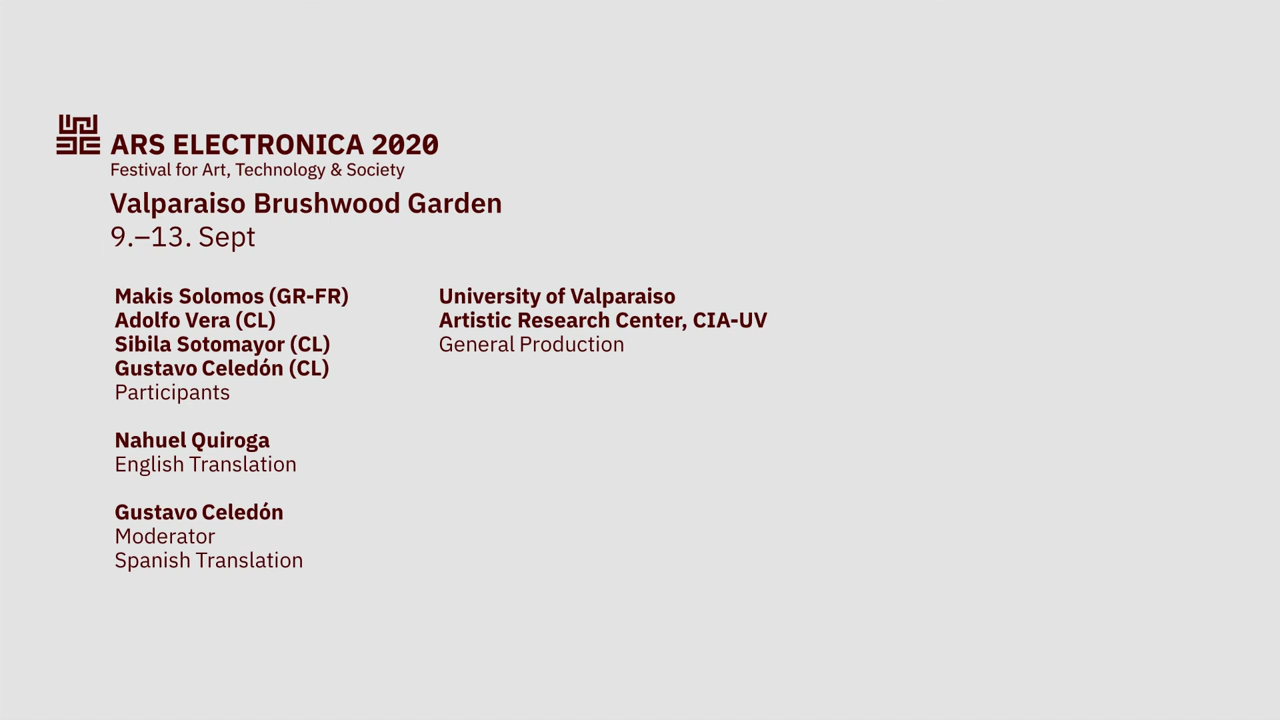 ARS ELECTRONICA 2020
Festival for Art, Technology & Society
Valparaiso Brushwood Garden
9.–13. Sept
Makis Solomos (GR-FR)
Adolfo Vera (CL)
Sibila Sotomayor (CL)
Gustavo Celedón (CL)
Participants
Nahuel Quiroga
English Translation
Gustavo Celedón
Moderator
Spanish Translation
University of Valparaiso
Artistic Research Center, CIA-UV
General Production